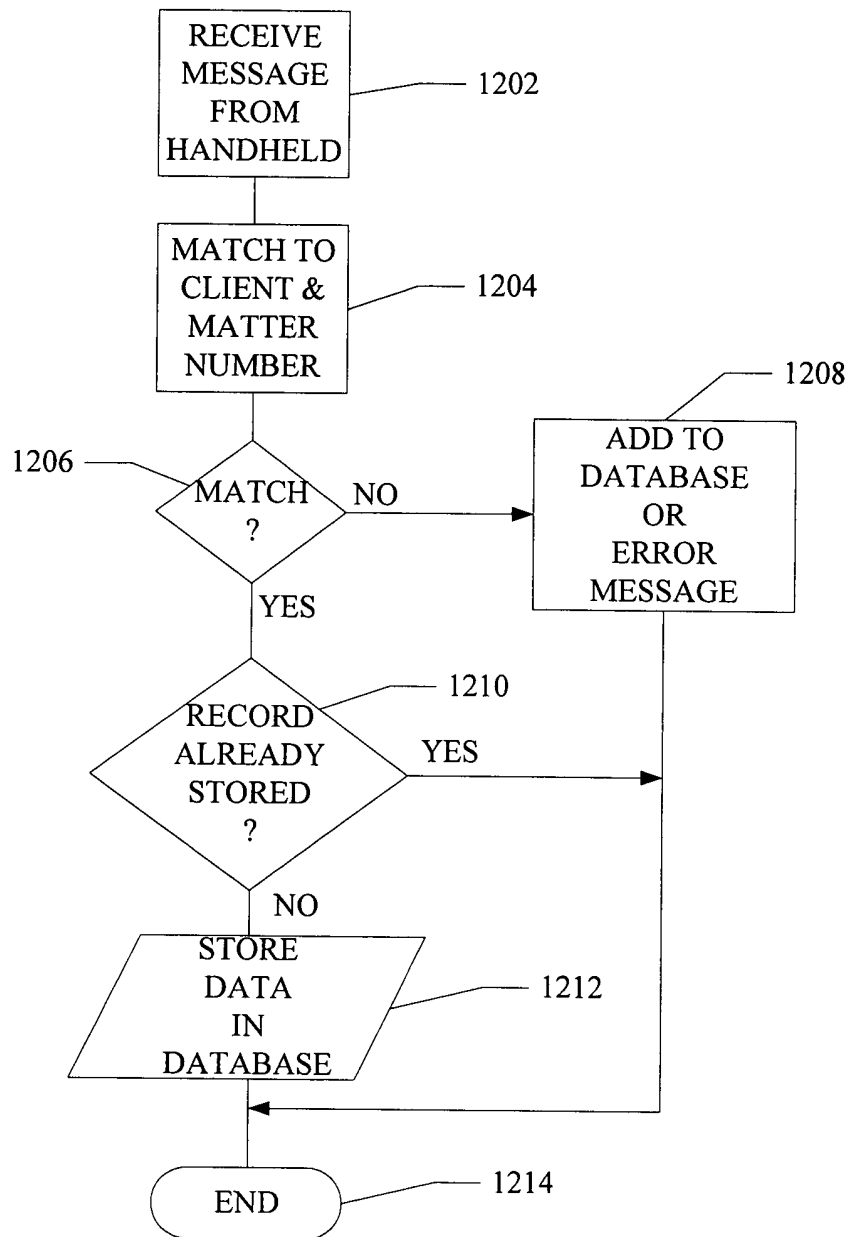 RECEIVE
MESSAGE
FROM
HANDHELD
1202
MATCH TO
CLIENT &
MATTER
NUMBER
1204
1206
MATCH
?
NO
1208
ADD TO
DATABASE
OR
ERROR
MESSAGE
YES
1210
RECORD
ALREADY
STORED
?
YES
NO
STORE
DATA
IN
DATABASE
1212
END
1214